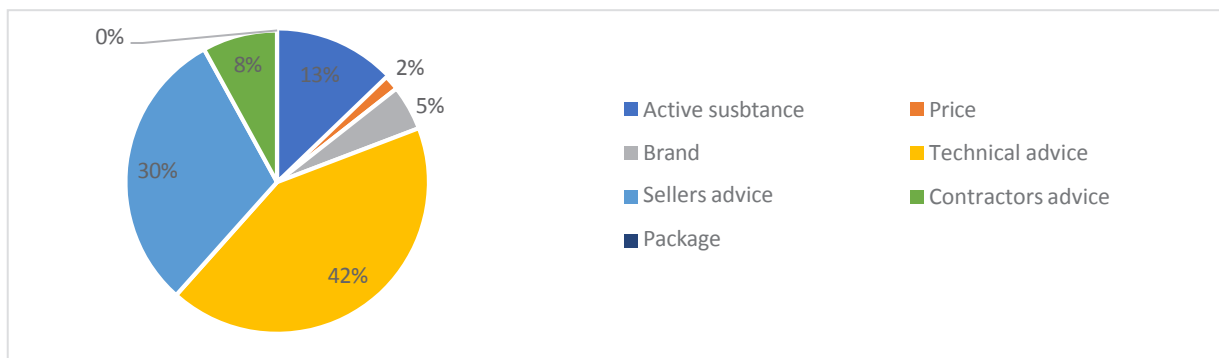 0%
8%
13%
2%
5%
30%
42%
Active susbtance
Price
Brand
Technical advice
Sellers advice
Contractors advice
Package